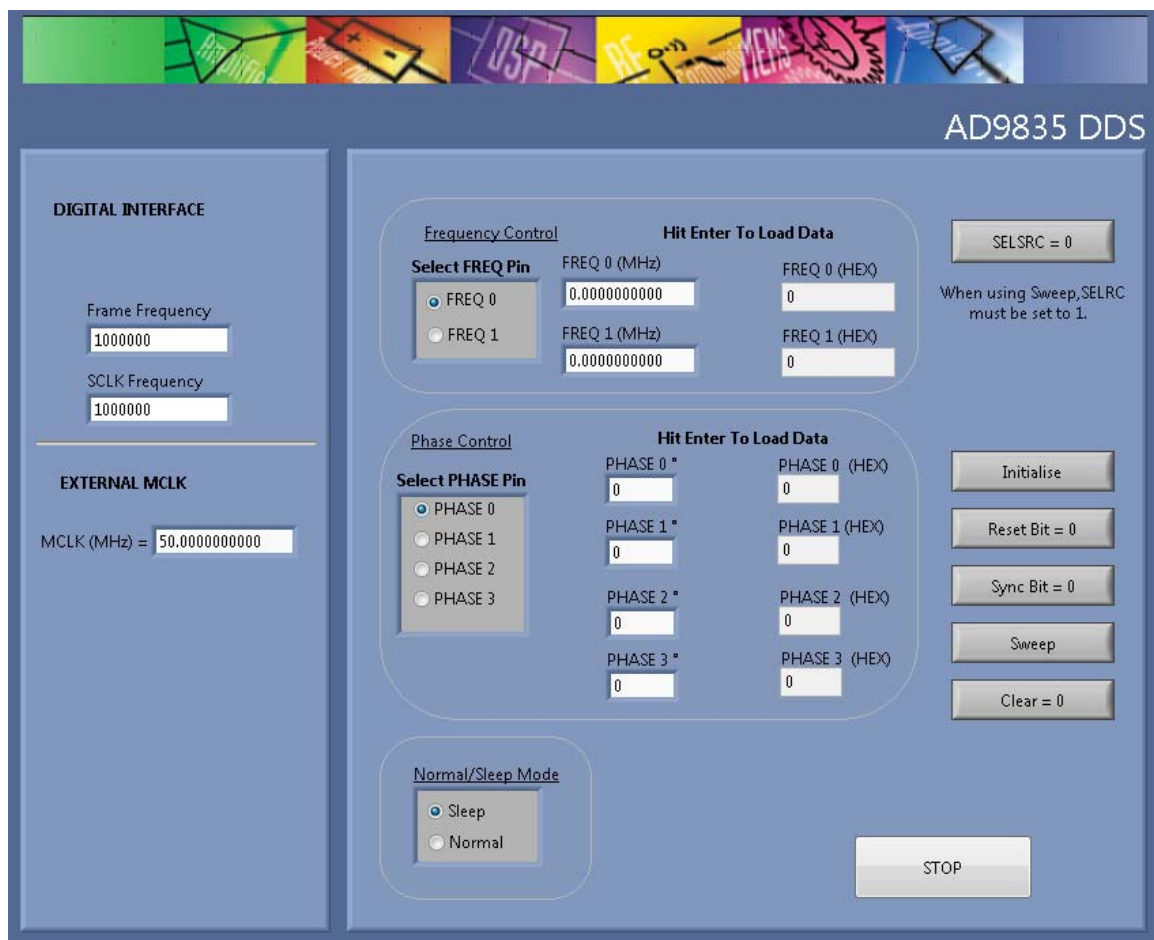 Amplifier
DSP
RF
MEMS
AD9835 DDS
DIGITAL INTERFACE
Frame Frequency
1000000
SCLK Frequency
1000000
EXTERNAL MCLK
MCLK (MHz) = 50.0000000000
Frequency Control
Hit Enter To Load Data
Select FREQ Pin
FREQ 0
FREQ 1
FREQ 0 (MHz)
0.0000000000
FREQ 0 (HEX)
0
FREQ 1 (MHz)
0.0000000000
FREQ 1 (HEX)
0
Phase Control
Hit Enter To Load Data
Select PHASE Pin
PHASE 0
PHASE 1
PHASE 2
PHASE 3
PHASE 0 °
0
PHASE 0 (HEX)
0
PHASE 1 °
0
PHASE 1 (HEX)
0
PHASE 2 °
0
PHASE 2 (HEX)
0
PHASE 3 °
0
PHASE 3 (HEX)
0
Normal/Sleep Mode
Sleep
Normal
SELSRC = 0
When using Sweep,SELRC
must be set to 1.
Initialise
Reset Bit = 0
Sync Bit = 0
Sweep
Clear = 0
STOP